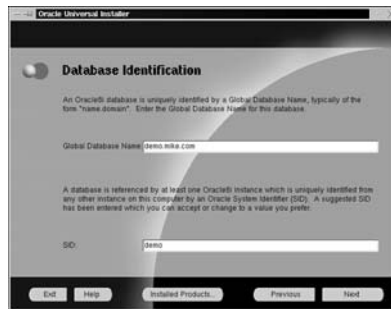 Oracle Universal Installer
Database Identification
An Oracle8i database is uniquely identified by a Global Database Name, typically of the
form "name.domain". Enter the Global Database Name for this database.
Global Database Name: demo.mike.com
A database is referenced by at least one Oracle8i instance which is uniquely identified from
any other instance on this computer by an Oracle System Identifier (SID). A suggested SID
has been entered which you can accept or change to a value you prefer.
SID: demo
Exit Help Installed Products... Previous Next